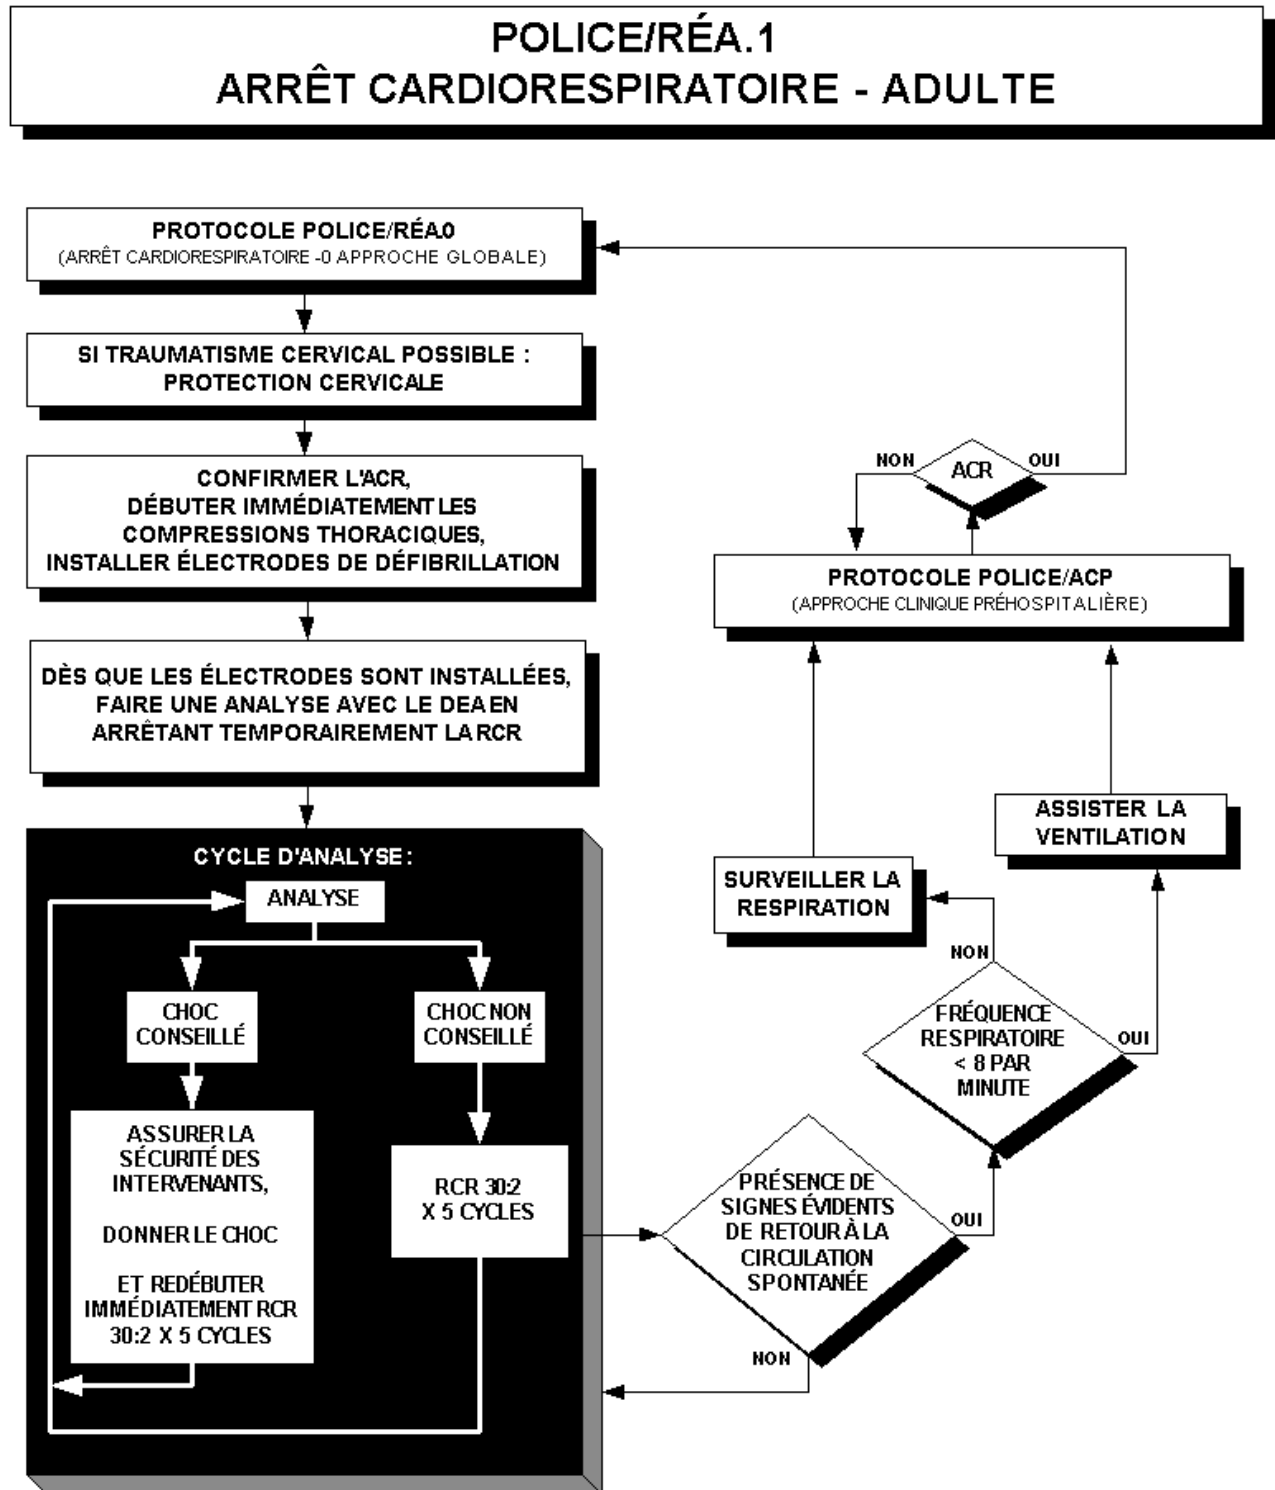 POLICE/RÉA.1
ARRÊT CARDIORESPIRATOIRE - ADULTE
PROTOCOLE POLICE/RÉA.0
(ARRÊT CARDIORESPIRATOIRE -0 APPROCHE GLOBALE)
SI TRAUMATISME CERVICAL POSSIBLE :
PROTECTION CERVICALE
CONFIRMER L'ACR,
DÉBUTER IMMÉDIATEMENT LES
COMPRESSIONS THORACIQUES,
INSTALLER ÉLECTRODES DE DÉFIBRILLATION
DÈS QUE LES ÉLECTRODES SONT INSTALLÉES,
FAIRE UNE ANALYSE AVEC LE DEA EN
ARRÊTANT TEMPORAIREMENT LA RCR
CYCLE D'ANALYSE :
ANALYSE
CHOC
CONSEILLÉ
CHOC NON
CONSEILLÉ
ASSURER LA
SÉCURITÉ DES
INTERVENANTS,
DONNER LE CHOC
ET REDÉBUTER
IMMÉDIATEMENT RCR
30:2 X 5 CYCLES
RCR 30:2
X 5 CYCLES
PRÉSENCE DE
SIGNES ÉVIDENTS
DE RETOUR À LA
CIRCULATION
SPONTANÉE
OUI
NON
FRÉQUENCE
RESPIRATOIRE
< 8 PAR
MINUTE
OUI
NON
SURVEILLER LA
RESPIRATION
ASSISTER LA
VENTILATION
PROTOCOLE POLICE/ACP
(APPROCHE CLINIQUE PRÉHOSPITALIÈRE)
NON
ACR
OUI